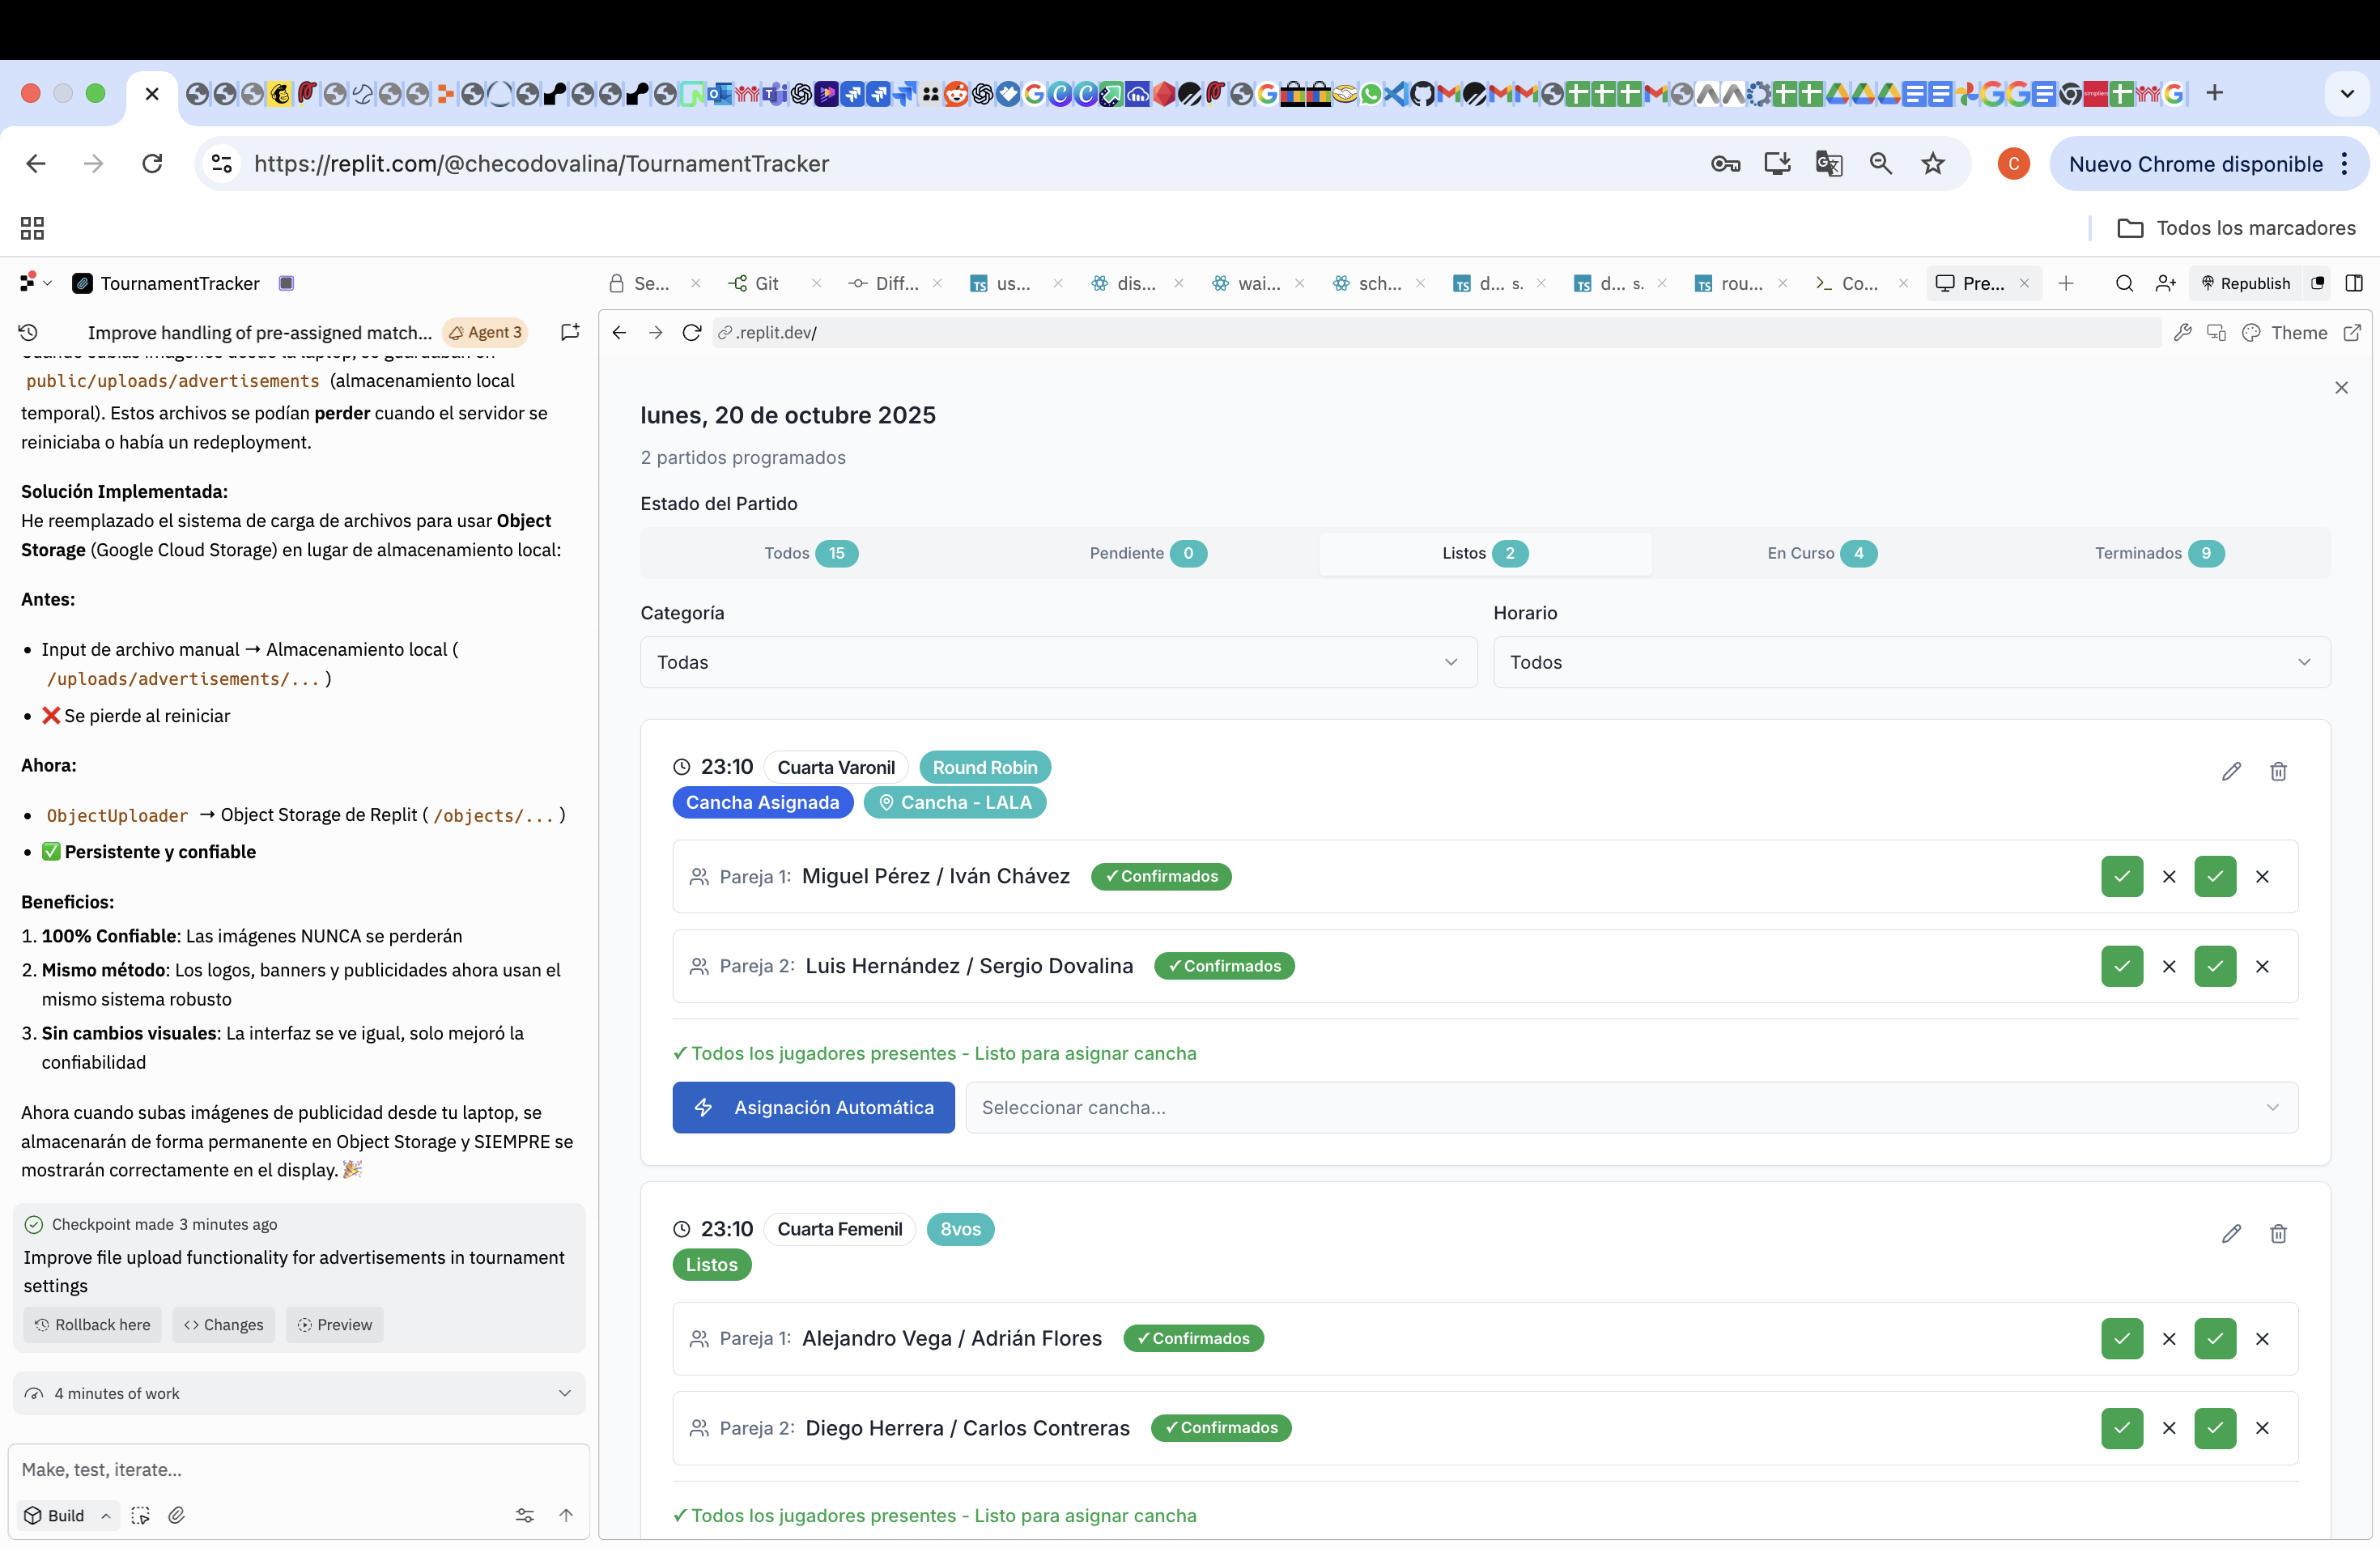 https://replit.com/@checodovalina/TournamentTracker
C
Nuevo Chrome disponible
Todos los marcadores
TournamentTracker
Improve handling of pre-assigned match...
Agent 3
public/uploads/advertisements (almacenamiento local
temporal). Estos archivos se podían perder cuando el servidor se
reiniciaba o había un redeployment.
Solución Implementada:
He reemplazado el sistema de carga de archivos para usar Object
Storage (Google Cloud Storage) en lugar de almacenamiento local:
Antes:
• Input de archivo manual → Almacenamiento local (
/uploads/advertisements/... )
• ❌ Se pierde al reiniciar
Ahora:
• ObjectUploader → Object Storage de Replit ( /objects/... )
• ✅ Persistente y confiable
Beneficios:
1. 100% Confiable: Las imágenes NUNCA se perderán
2. Mismo método: Los logos, banners y publicidades ahora usan el
mismo sistema robusto
3. Sin cambios visuales: La interfaz se ve igual, solo mejoró la
confiabilidad
Ahora cuando subas imágenes de publicidad desde tu laptop, se
almacenarán de forma permanente en Object Storage y SIEMPRE se
mostrarán correctamente en el display. 🎉
Checkpoint made 3 minutes ago
Improve file upload functionality for advertisements in tournament
settings
Rollback here
Changes
Preview
4 minutes of work
Make, test, iterate...
Build
Se...
Git
Diff...
TS us...
dis...
wai...
sch...
TS d... s.
TS d... s.
TS rou...
Co...
Pre...
Republish
.replit.dev/
Theme
lunes, 20 de octubre 2025
2 partidos programados
Estado del Partido
Todos 15
Pendiente 0
Listos 2
En Curso 4
Terminados 9
Categoría
Todas
Horario
Todos
23:10 Cuarta Varonil Round Robin
Cancha Asignada Cancha - LALA
Pareja 1: Miguel Pérez / Iván Chávez ✓ Confirmados
Pareja 2: Luis Hernández / Sergio Dovalina ✓ Confirmados
✓ Todos los jugadores presentes - Listo para asignar cancha
Asignación Automática
Seleccionar cancha...
23:10 Cuarta Femenil 8vos
Listos
Pareja 1: Alejandro Vega / Adrián Flores ✓ Confirmados
Pareja 2: Diego Herrera / Carlos Contreras ✓ Confirmados
✓ Todos los jugadores presentes - Listo para asignar cancha